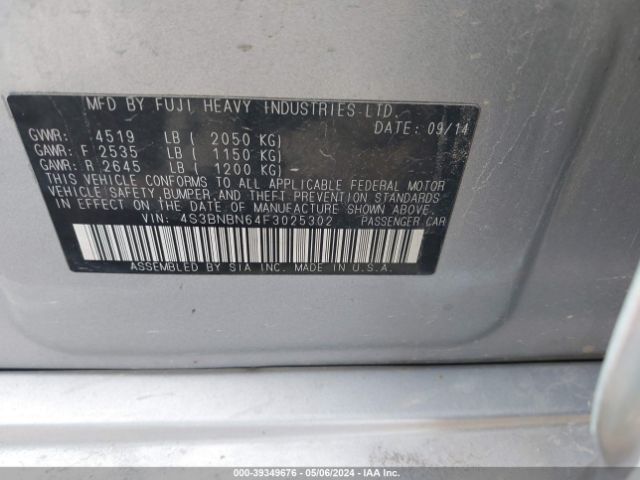 MFD BY FUJI HEAVY INDUSTRIES LTD.
DATE: 09/14
GVWR: 4519 LB ( 2050 KG)
GAWR: F 2535 LB ( 1150 KG)
GAWR: R 2645 LB ( 1200 KG)
THIS VEHICLE CONFORMS TO ALL APPLICABLE FEDERAL MOTOR
VEHICLE SAFETY, BUMPER, AND THEFT PREVENTION STANDARDS
IN EFFECT ON THE DATE OF MANUFACTURE SHOWN ABOVE.
VIN: 4S3BNBN64F3025302 PASSENGER CAR
ASSEMBLED BY SIA INC. MADE IN U.S.A.
000-39349676 - 05/06/2024 - IAA Inc.